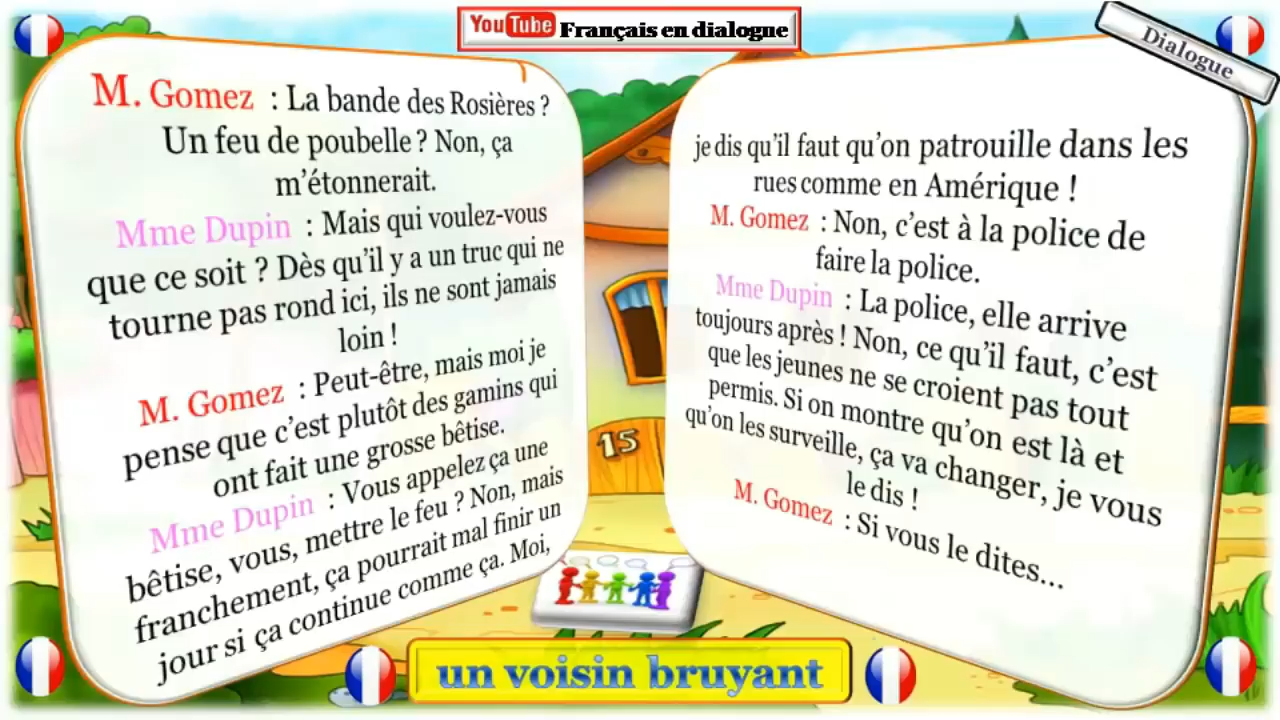 YouTube Français en dialogue
Dialogue
M. Gomez : La bande des Rosières ?
Un feu de poubelle ? Non, ça
m'étonnerait.
Mme Dupin : Mais qui voulez-vous
que ce soit ? Dès qu'il y a un truc qui ne
tourne pas rond ici, ils ne sont jamais
loin !
M. Gomez : Peut-être, mais moi je
pense que c'est plutôt des gamins qui
ont fait une grosse bêtise.
Mme Dupin : Vous appelez ça une
bêtise, vous, mettre le feu ? Non, mais
franchement, ça pourrait mal finir un
jour si ça continue comme ça. Moi,
je dis qu'il faut qu'on patrouille dans les
rues comme en Amérique !
M. Gomez : Non, c'est à la police de
faire la police.
Mme Dupin : La police, elle arrive
toujours après ! Non, ce qu'il faut, c'est
que les jeunes ne se croient pas tout
permis. Si on montre qu'on est là et
qu'on les surveille, ça va changer, je vous
le dis !
M. Gomez : Si vous le dites...
15
un voisin bruyant